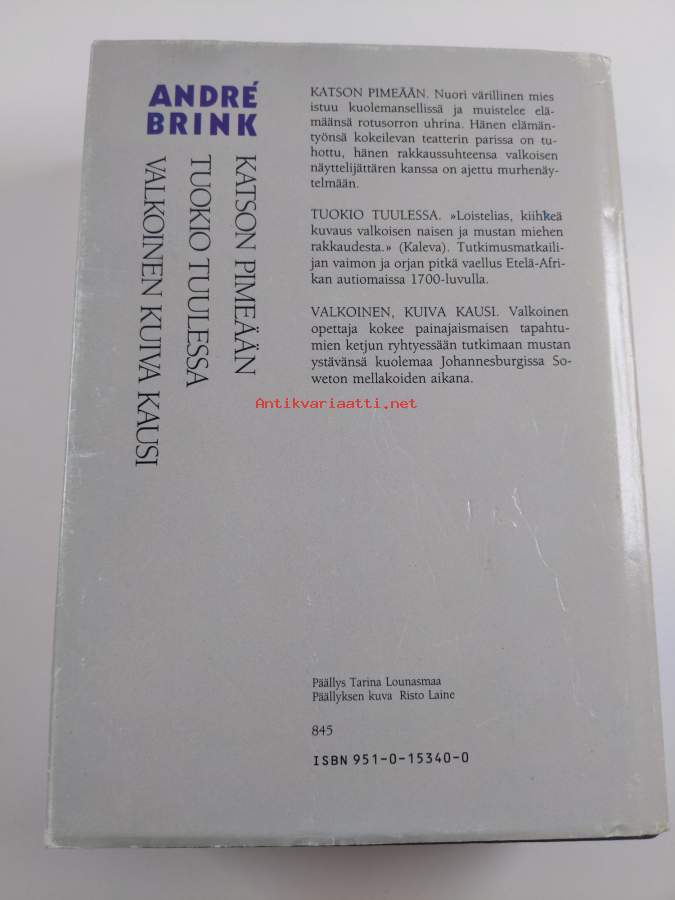 ANDRÉ
BRINK
KATSON PIMEÄÄN
TUOKIO TUULESSA
VALKOINEN KUIVA KAUSI
KATSON PIMEÄÄN. Nuori värillinen mies
istuu kuolemansellissä ja muistelee elä-
määnsä rotusorron uhrina. Hänen elämän-
työnsä kokeilevan teatterin parissa on tu-
hottu, hänen rakkaussuhteensa valkoisen
näyttelijättären kanssa on ajettu murhenäy-
telmään.
TUOKIO TUULESSA. »Loistelias, kiihkeä
kuvaus valkoisen naisen ja mustan miehen
rakkaudesta.» (Kaleva). Tutkimusmatkaili-
jan vaimon ja orjan pitkä vaellus Etelä-Afri-
kan autiomaissa 1700-luvulla.
VALKOINEN, KUIVA KAUSI. Valkoinen
opettaja kokee painajaismaisen tapahtu-
mien ketjun ryhtyessään tutkimaan mustan
ystävänsä kuolemaa Johannesburgissa So-
weton mellakoiden aikana.
Antikvariaatti.net
Päällys Tarina Lounasmaa
Päällyksen kuva Risto Laine
845
ISBN 951-0-15340-0